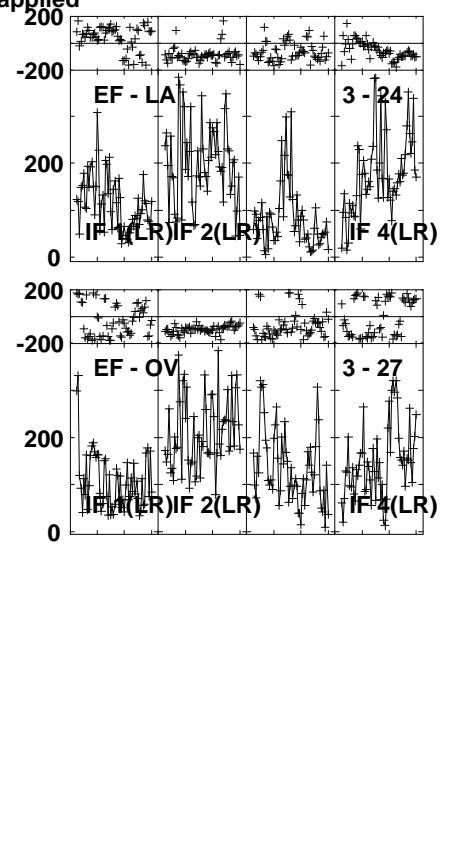 applied
200
-200
EF - LA 3 - 24
200
IF 1(LR) IF 2(LR) IF 4(LR)
0
200
-200
EF - OV 3 - 27
200
IF 1(LR) IF 2(LR) IF 4(LR)
0